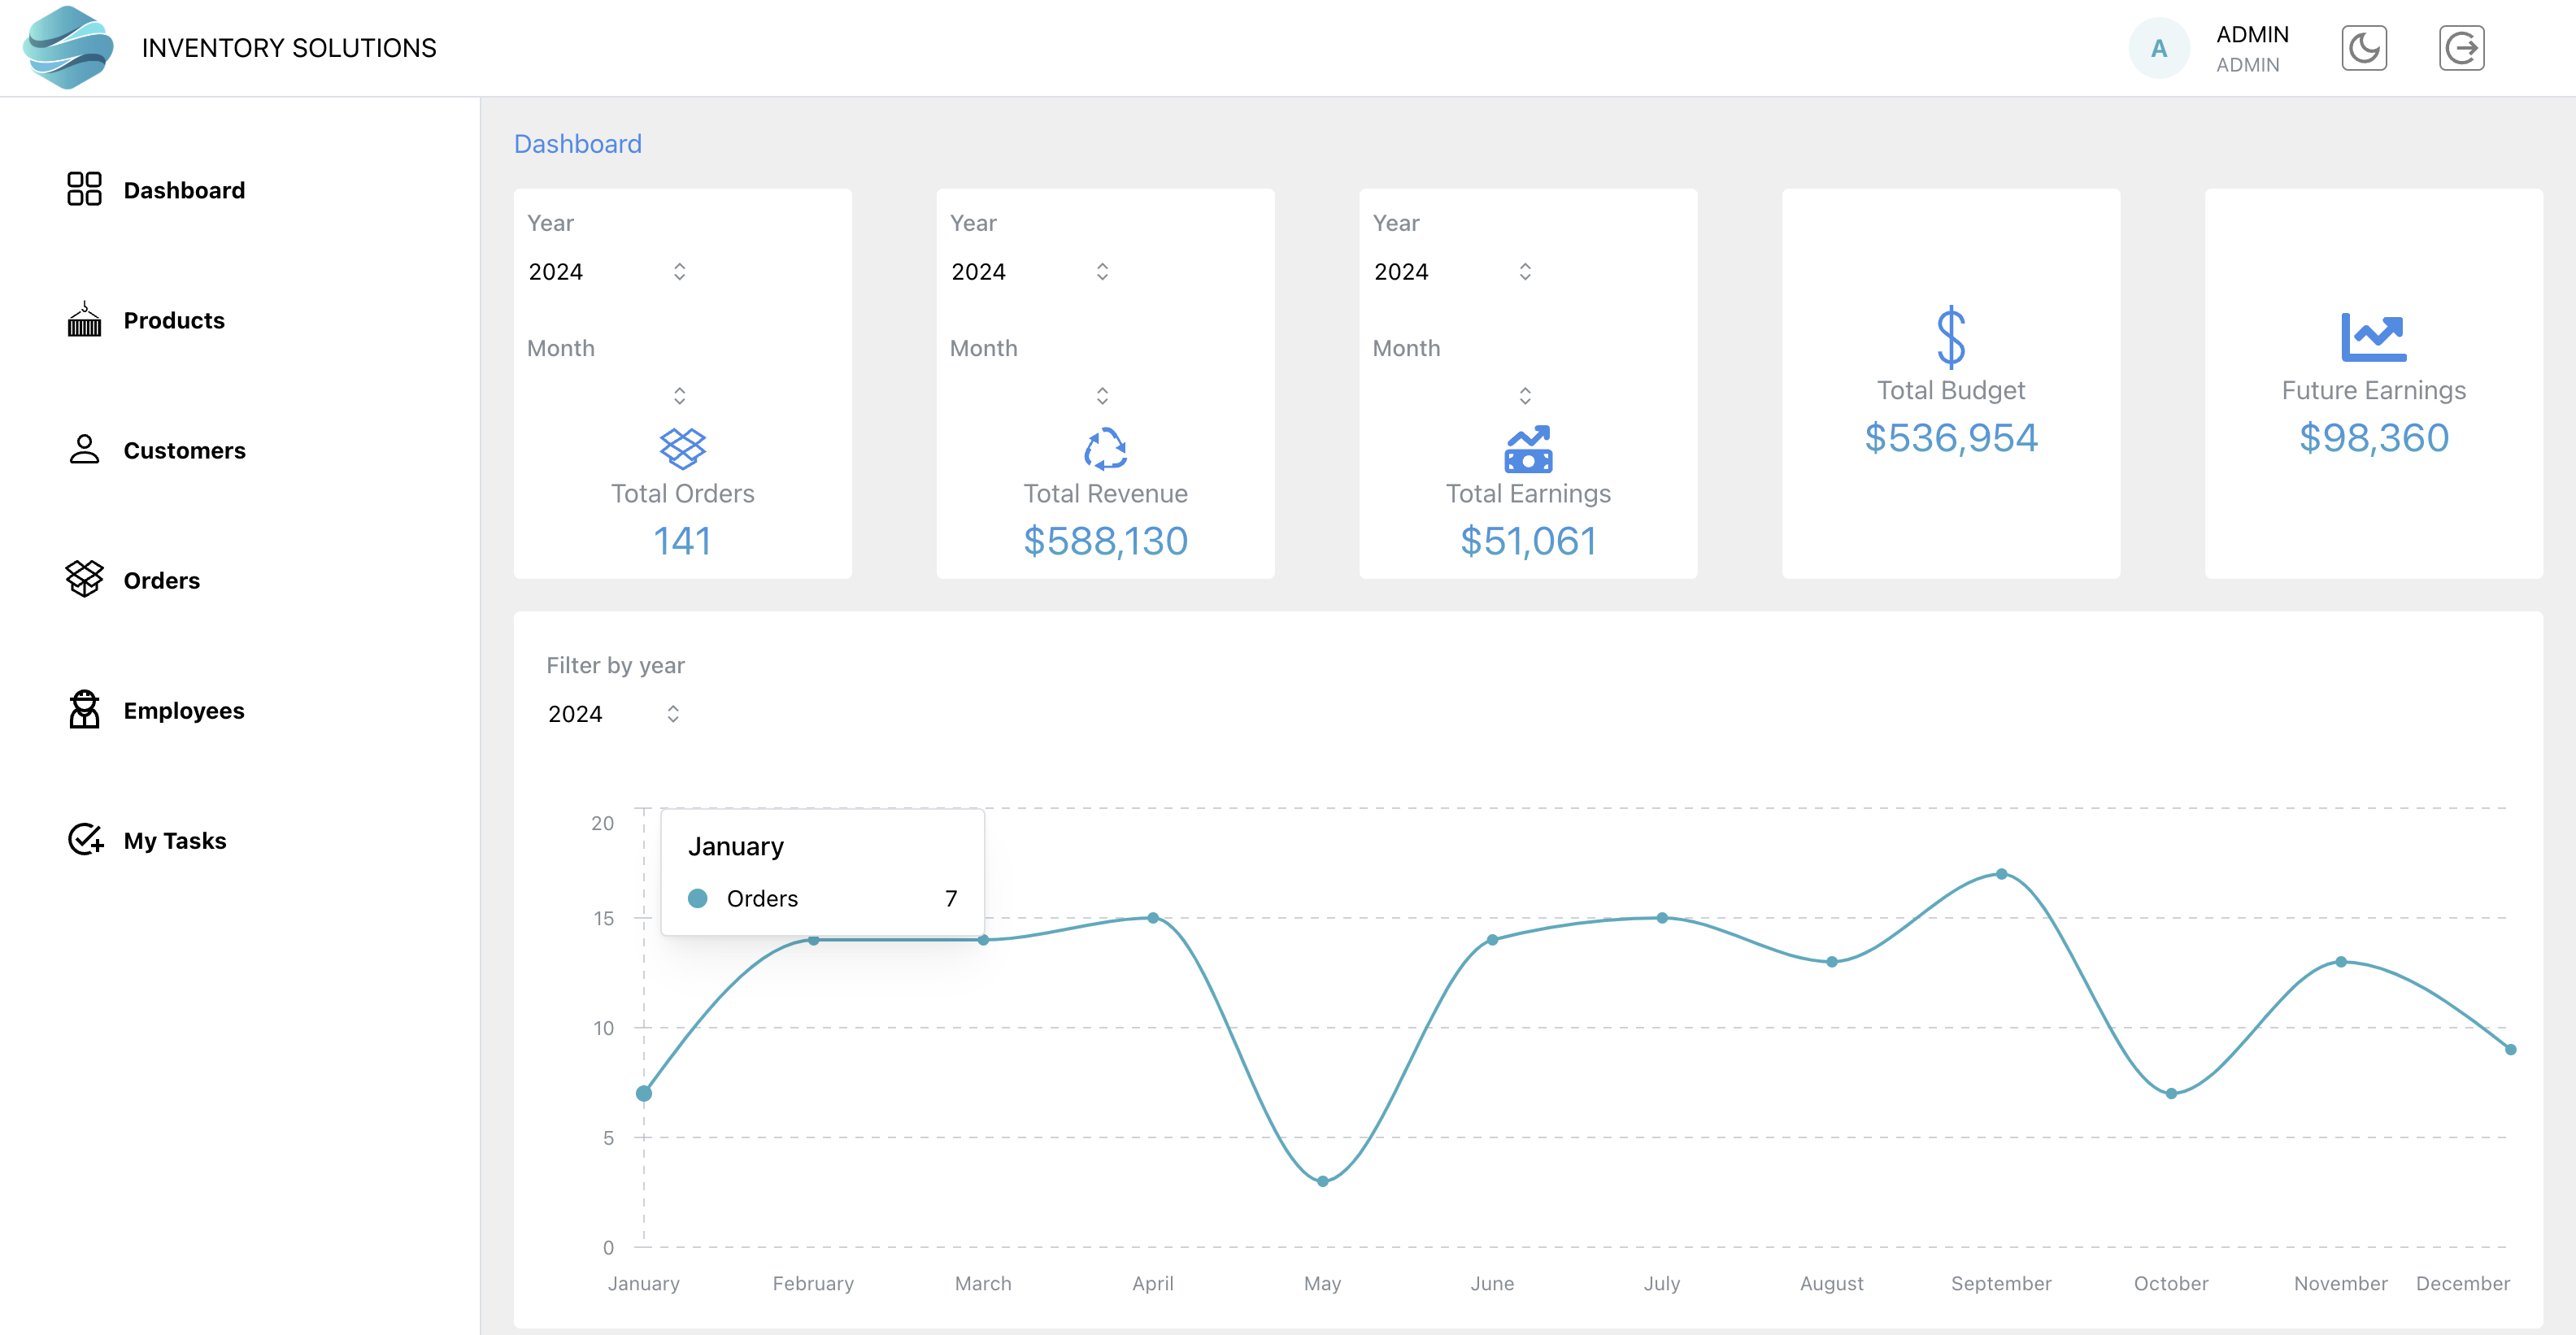 INVENTORY SOLUTIONS
A
ADMIN
ADMIN
Dashboard
Products
Customers
Orders
Employees
My Tasks
Dashboard
Year
2024
Month
Total Orders
141
Year
2024
Month
Total Revenue
$588,130
Year
2024
Month
Total Earnings
$51,061
Total Budget
$536,954
Future Earnings
$98,360
Filter by year
2024
January
Orders 7
20
15
10
5
0
January February March April May June July August September October November December